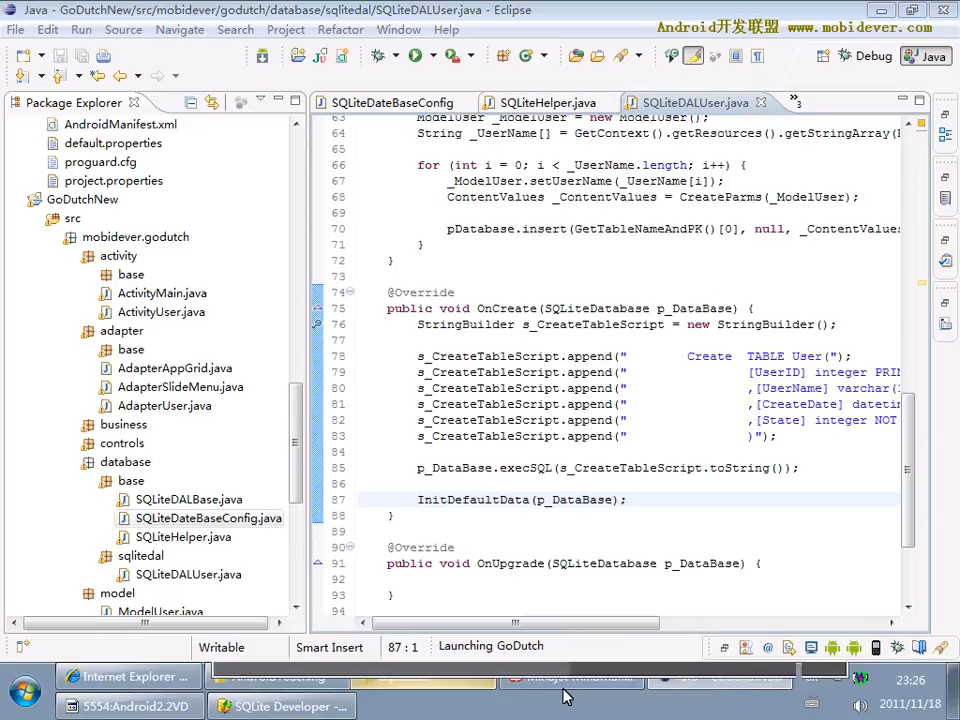 Java - GoDutchNew/src/mobidever/godutch/database/sqlitedal/SQLiteDALUser.java - Eclipse
File Edit Run Source Navigate Search Project Refactor Window Help
Android开发联盟 www.mobidever.com
Debug Java
Package Explorer
SQLiteDateBaseConfig SQLiteHelper.java SQLiteDALUser.java »3
AndroidManifest.xml
default.properties
proguard.cfg
project.properties
GoDutchNew
src
mobidever.godutch
activity
base
ActivityMain.java
ActivityUser.java
adapter
base
AdapterAppGrid.java
AdapterSlideMenu.java
AdapterUser.java
business
controls
database
base
SQLiteDALBase.java
SQLiteDateBaseConfig.java
SQLiteHelper.java
sqlitedal
SQLiteDALUser.java
model
ModelUser.java
63 ModelUser _ModelUser = new ModelUser();
64 String _UserName[] = GetContext().getResources().getStringArray(
65
66 for (int i = 0; i < _UserName.length; i++) {
67 _ModelUser.setUserName(_UserName[i]);
68 ContentValues _ContentValues = CreateParms(_ModelUser);
69
70 pDatabase.insert(GetTableNameAndPK()[0], null, _ContentValues
71 }
72 }
73
74 @Override
75 public void OnCreate(SQLiteDatabase p_DataBase) {
76 StringBuilder s_CreateTableScript = new StringBuilder();
77
78 s_CreateTableScript.append(" Create TABLE User(");
79 s_CreateTableScript.append(" [UserID] integer PRIN
80 s_CreateTableScript.append(" ,[UserName] varchar(
81 s_CreateTableScript.append(" ,[CreateDate] dateti
82 s_CreateTableScript.append(" ,[State] integer NOT
83 s_CreateTableScript.append(" )");
84
85 p_DataBase.execSQL(s_CreateTableScript.toString());
86
87 InitDefaultData(p_DataBase);
88 }
89
90 @Override
91 public void OnUpgrade(SQLiteDatabase p_DataBase) {
92
93 }
94
Writable Smart Insert 87 : 1 Launching GoDutch
Internet Explorer ...
5554:Android2.2VD SQLite Developer - ...
23:26
2011/11/18